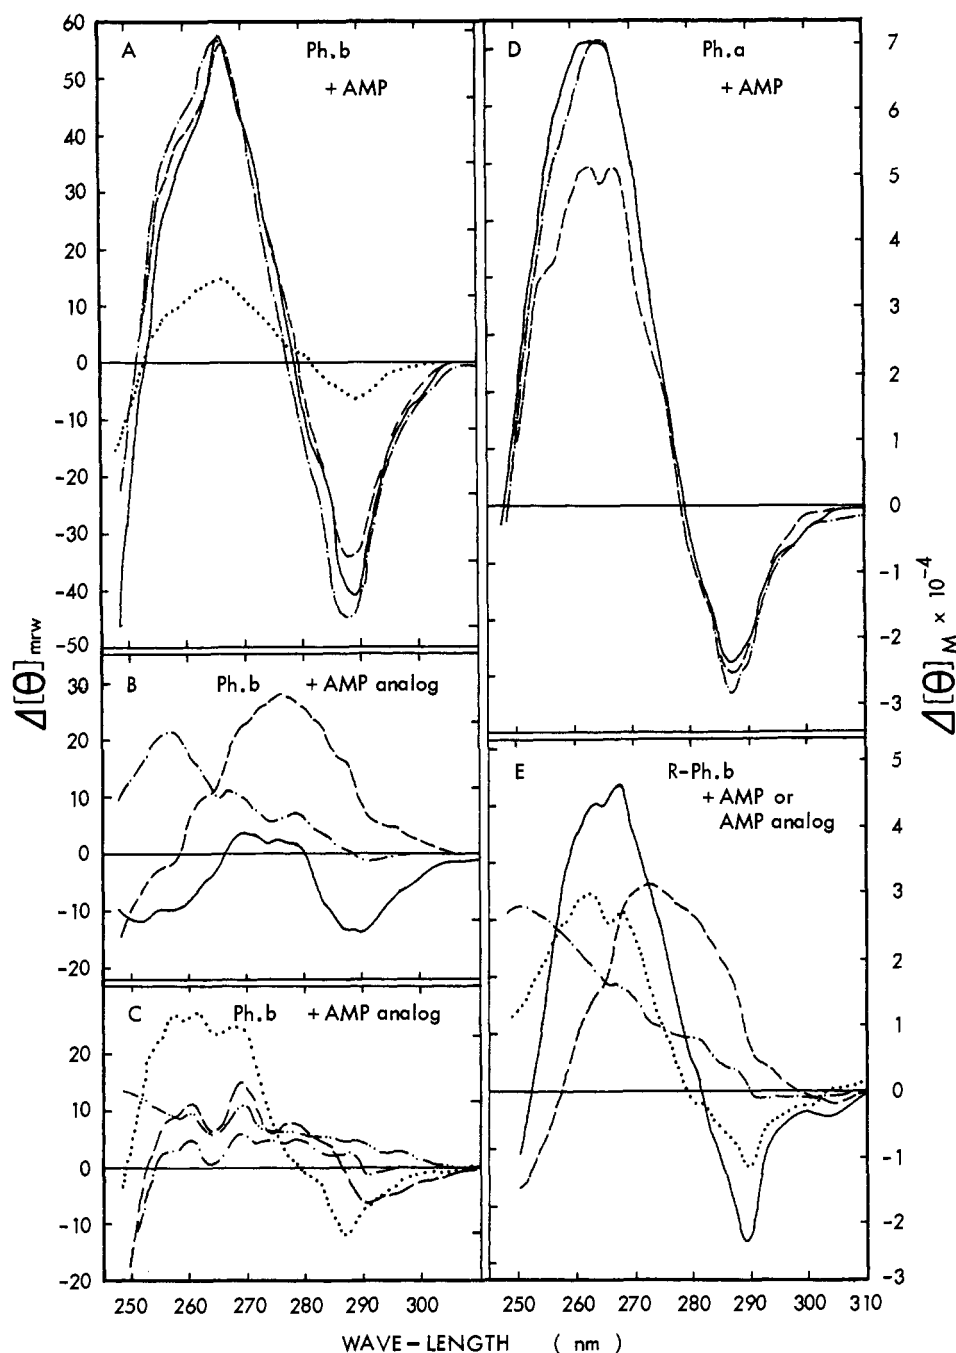 A
Ph.b
+ AMP
60
50
40
30
20
10
0
-10
-20
-30
-40
-50
B
Ph.b + AMP analog
30
20
10
0
-10
-20
C
Ph.b + AMP analog
20
10
0
-10
-20
250 260 270 280 290 300
Δ[θ]mrw
D
Ph.a
+ AMP
7
6
5
4
3
2
1
0
-1
-2
-3
E
R-Ph.b
+ AMP or
AMP analog
5
4
3
2
1
0
-1
-2
-3
250 260 270 280 290 300 310
Δ[θ]M × 10⁻⁴
WAVE-LENGTH ( nm )